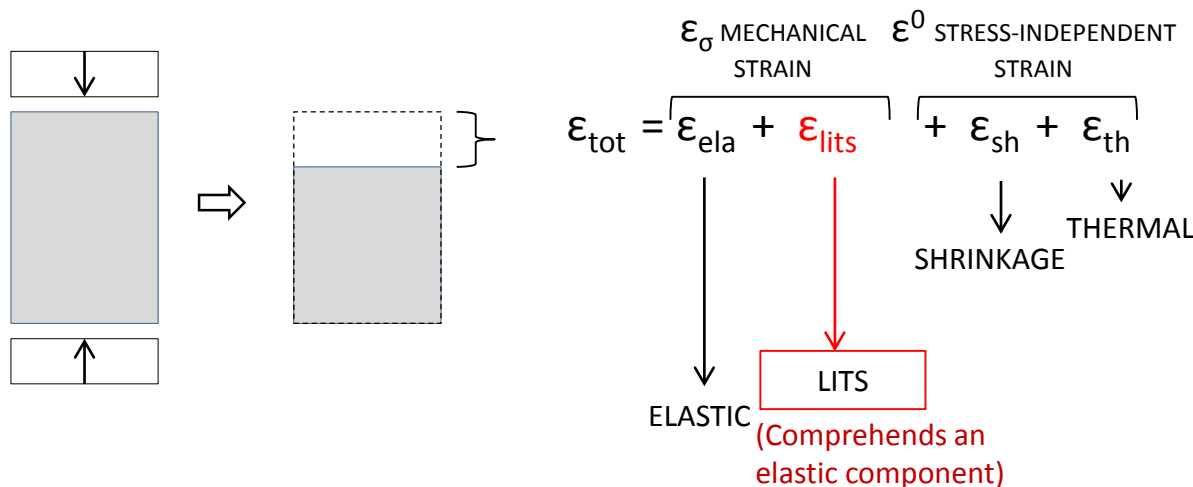 εσ MECHANICAL STRAIN
ε⁰ STRESS-INDEPENDENT STRAIN
εtot = εela + εlits + εsh + εth
THERMAL
SHRINKAGE
LITS
ELASTIC
(Comprehends an
elastic component)